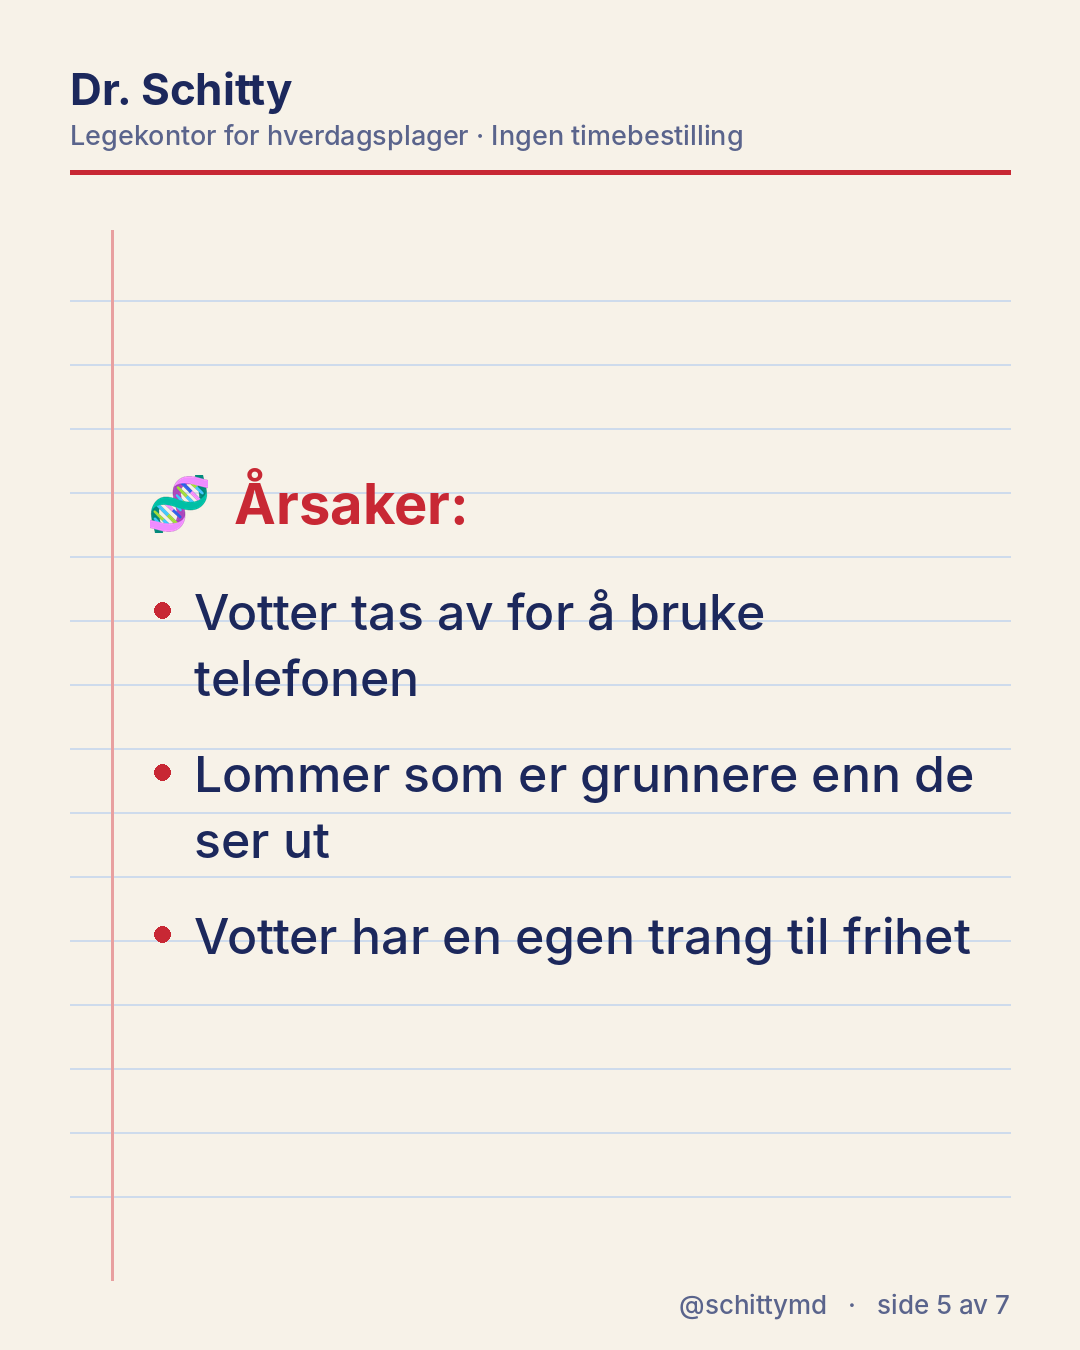 Dr. Schitty
Legekontor for hverdagsplager · Ingen timebestilling
🧬 Årsaker:
• Votter tas av for å bruke
telefonen
• Lommer som er grunnere enn de
ser ut
• Votter har en egen trang til frihet
@schittymd · side 5 av 7